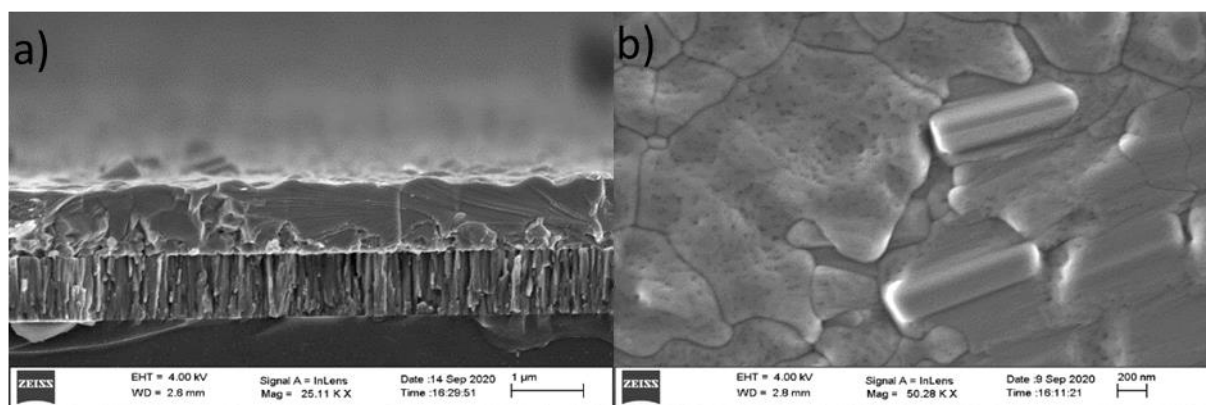 a)
ZEISS
EHT = 4.00 kV
WD = 2.6 mm
Signal A = InLens
Mag = 25.11 K X
Date :14 Sep 2020
Time :16:29:51
1 µm
b)
ZEISS
EHT = 4.00 kV
WD = 2.8 mm
Signal A = InLens
Mag = 50.28 K X
Date :9 Sep 2020
Time :16:11:21
200 nm